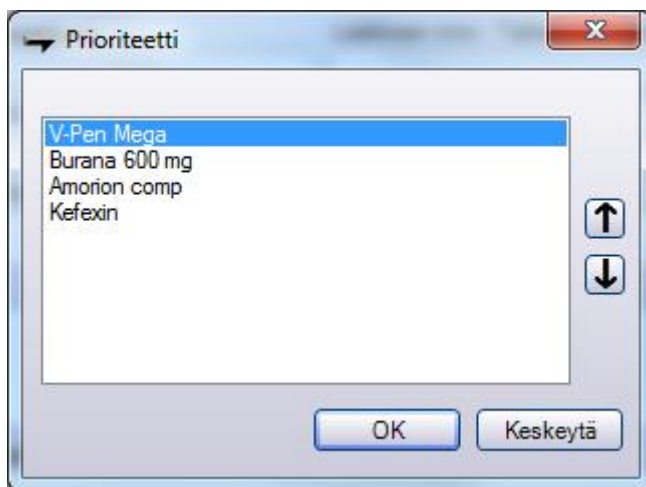 Prioriteetti
V-Pen Mega
Burana 600 mg
Amorion comp
Kefexin
OK
Keskeytä